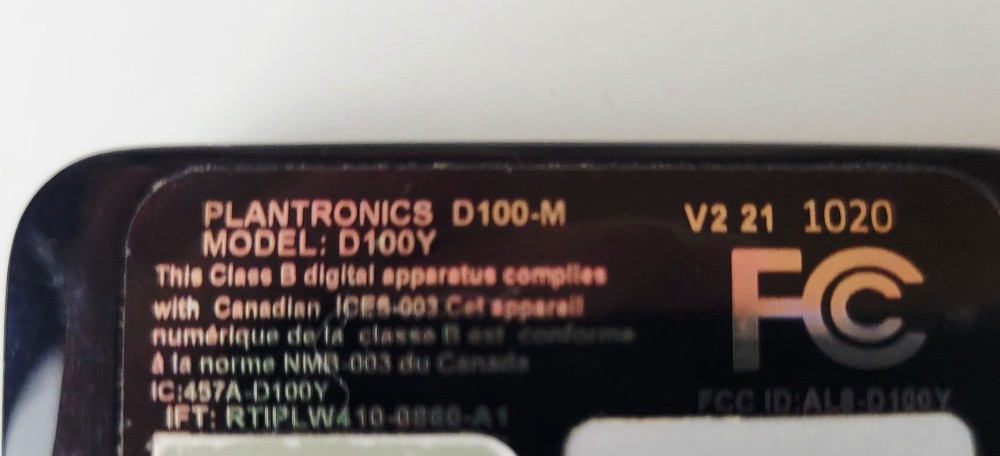 PLANTRONICS D100-M V2 21 1020
MODEL: D100Y
FC
This Class B digital apparatus complies
with Canadian ICES-003 Cet appareil
numérique de la classe B est conforme
à la norme NMB-003 du Canada
IC:457A-D100Y
FCC ID:AL8-D100Y
IFT: RTIPLW410-0860-A1